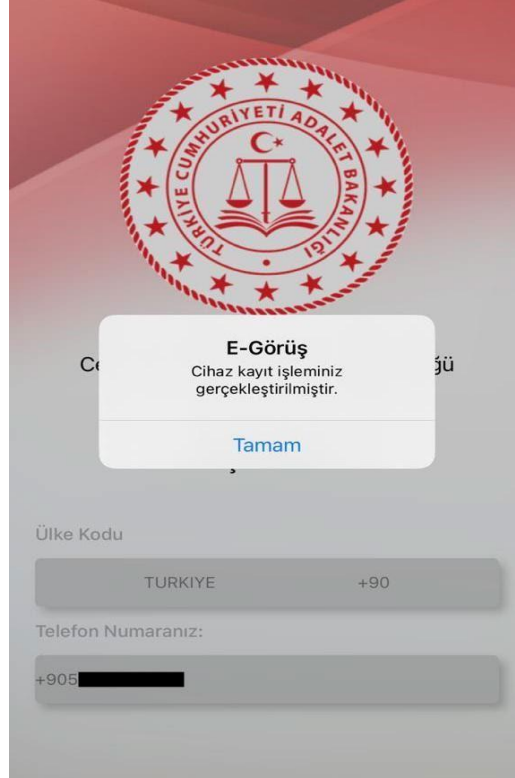 TÜRKİYE CUMHURİYETİ ADALET BAKANLIĞI
E-Görüş
Cihaz kayıt işleminiz
gerçekleştirilmiştir.
Tamam
Ülke Kodu
TURKIYE +90
Telefon Numaranız:
+905